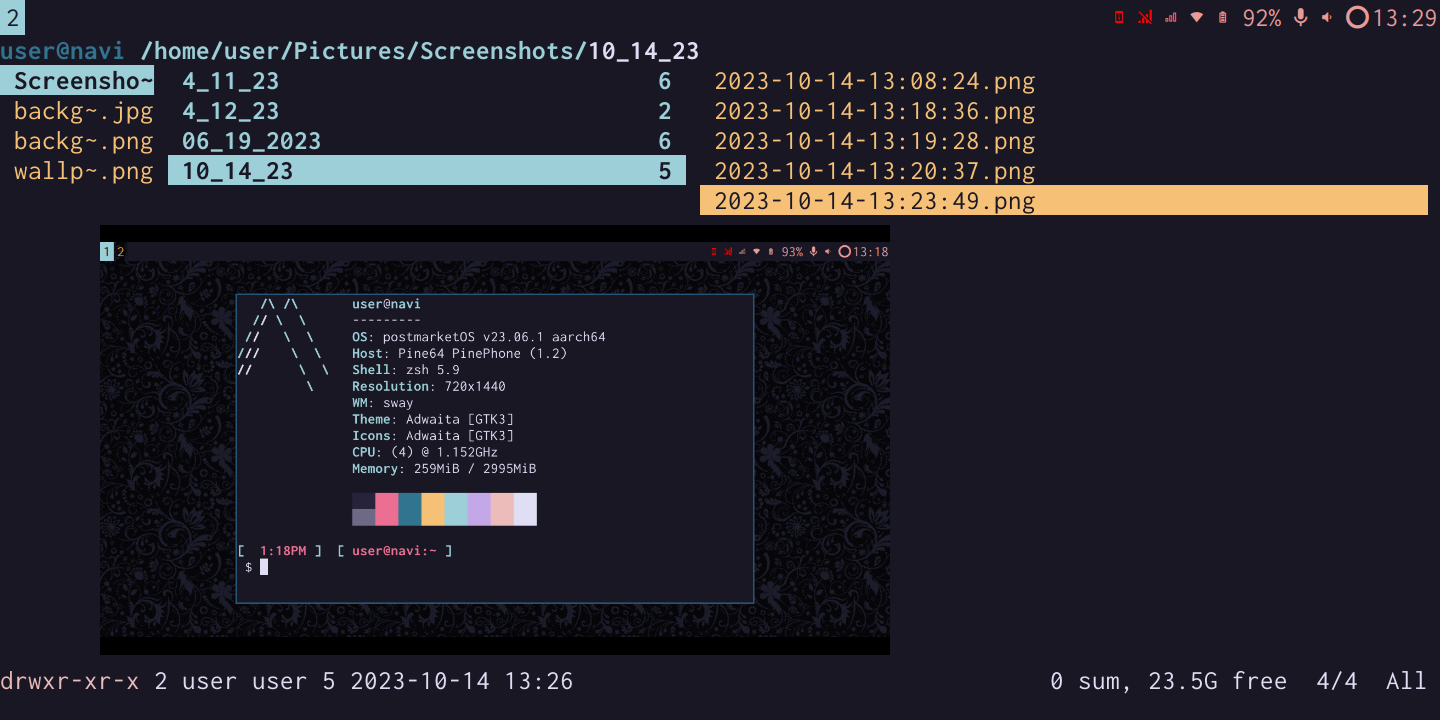 2 92% 13:29
user@navi /home/user/Pictures/Screenshots/10_14_23
Screensho~ 4_11_23 6 2023-10-14-13:08:24.png
backg~.jpg 4_12_23 2 2023-10-14-13:18:36.png
backg~.png 06_19_2023 6 2023-10-14-13:19:28.png
wallp~.png 10_14_23 5 2023-10-14-13:20:37.png
2023-10-14-13:23:49.png
1 2 93% 13:18
/\ /\ user@navi
// \ \ ---------
// \ \ OS: postmarketOS v23.06.1 aarch64
/// \ \ Host: Pine64 PinePhone (1.2)
// \ \ Shell: zsh 5.9
\ Resolution: 720x1440
WM: sway
Theme: Adwaita [GTK3]
Icons: Adwaita [GTK3]
CPU: (4) @ 1.152GHz
Memory: 259MiB / 2995MiB
[ 1:18PM ] [ user@navi:~ ]
$
drwxr-xr-x 2 user user 5 2023-10-14 13:26 0 sum, 23.5G free 4/4 All